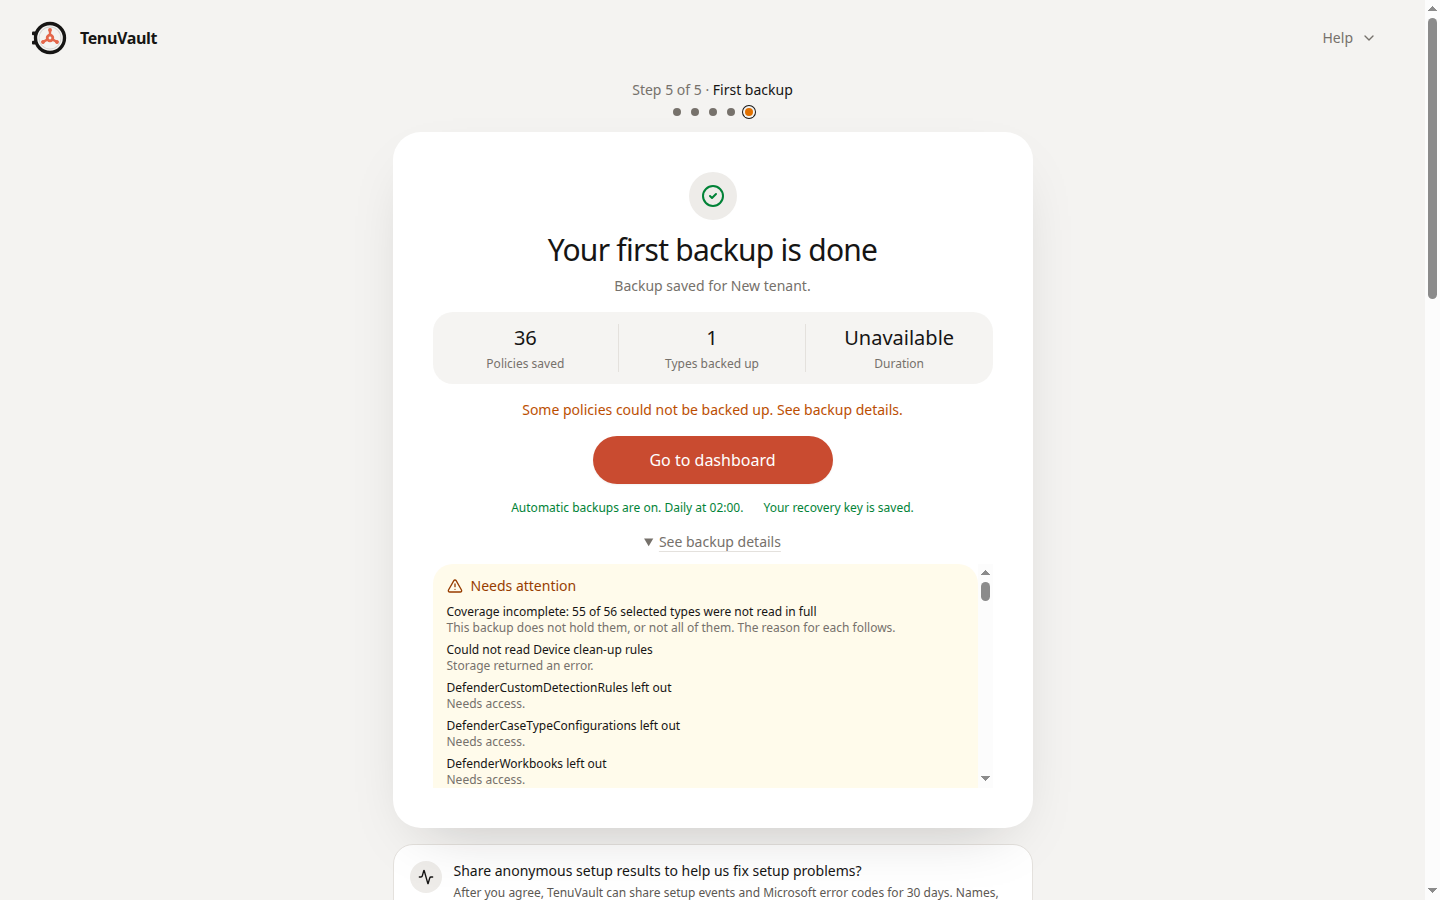 TenuVault
Help
Step 5 of 5 · First backup
Your first backup is done
Backup saved for New tenant.
36
Policies saved
1
Types backed up
Unavailable
Duration
Some policies could not be backed up. See backup details.
Go to dashboard
Automatic backups are on. Daily at 02:00.
Your recovery key is saved.
See backup details
Needs attention
Coverage incomplete: 55 of 56 selected types were not read in full
This backup does not hold them, or not all of them. The reason for each follows.
Could not read Device clean-up rules
Storage returned an error.
DefenderCustomDetectionRules left out
Needs access.
DefenderCaseTypeConfigurations left out
Needs access.
DefenderWorkbooks left out
Needs access.
Share anonymous setup results to help us fix setup problems?
After you agree, TenuVault can share setup events and Microsoft error codes for 30 days. Names,